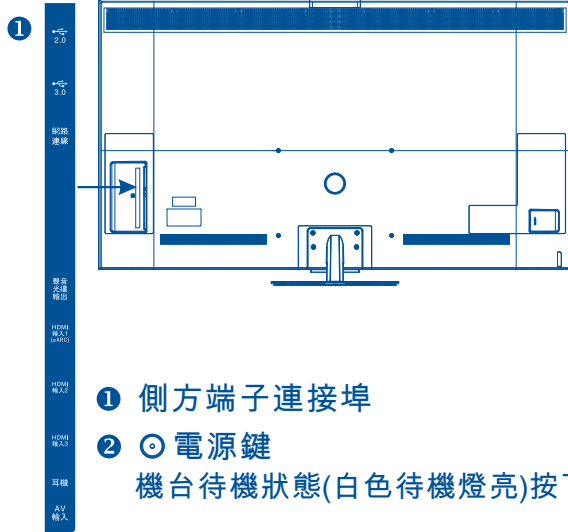 ❶
2.0
3.0
網路
連線
聲音
光纖
輸出
HDMI
輸入1
(eARC)
HDMI
輸入2
HDMI
輸入3
耳機
AV
輸入
❶ 側方端子連接埠
❷ ⊙ 電源鍵
機台待機狀態(白色待機燈亮)按